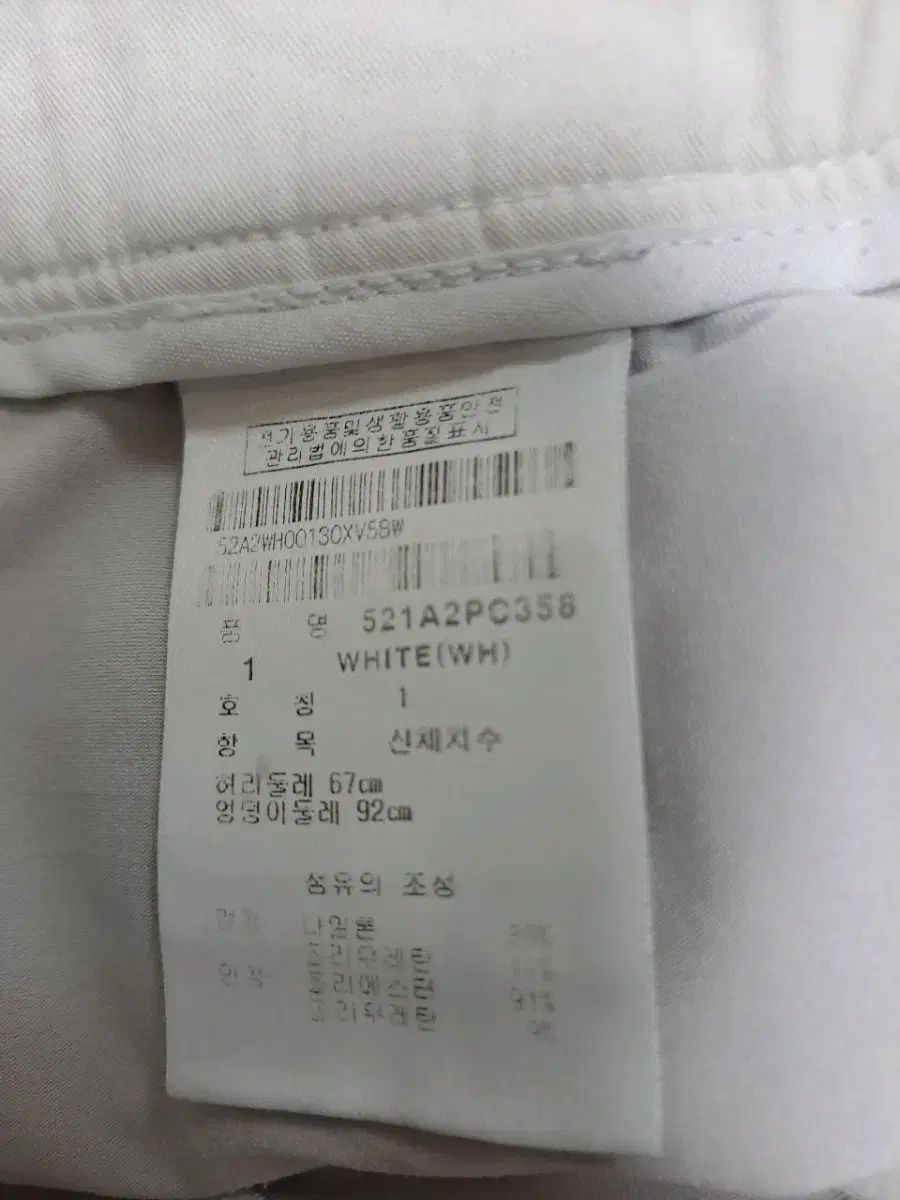 전기용품및생활용품안전
관리법에의한품질표시
52A2WH00130XV58W
품 명 521A2PC358
1 WHITE(WH)
호 칭 1
항 목 신체치수
허리둘레 67㎝
엉덩이둘레 92㎝
섬유의 조성
나일론
폴리우레탄
폴리에스탄 91%
폴리우레탄